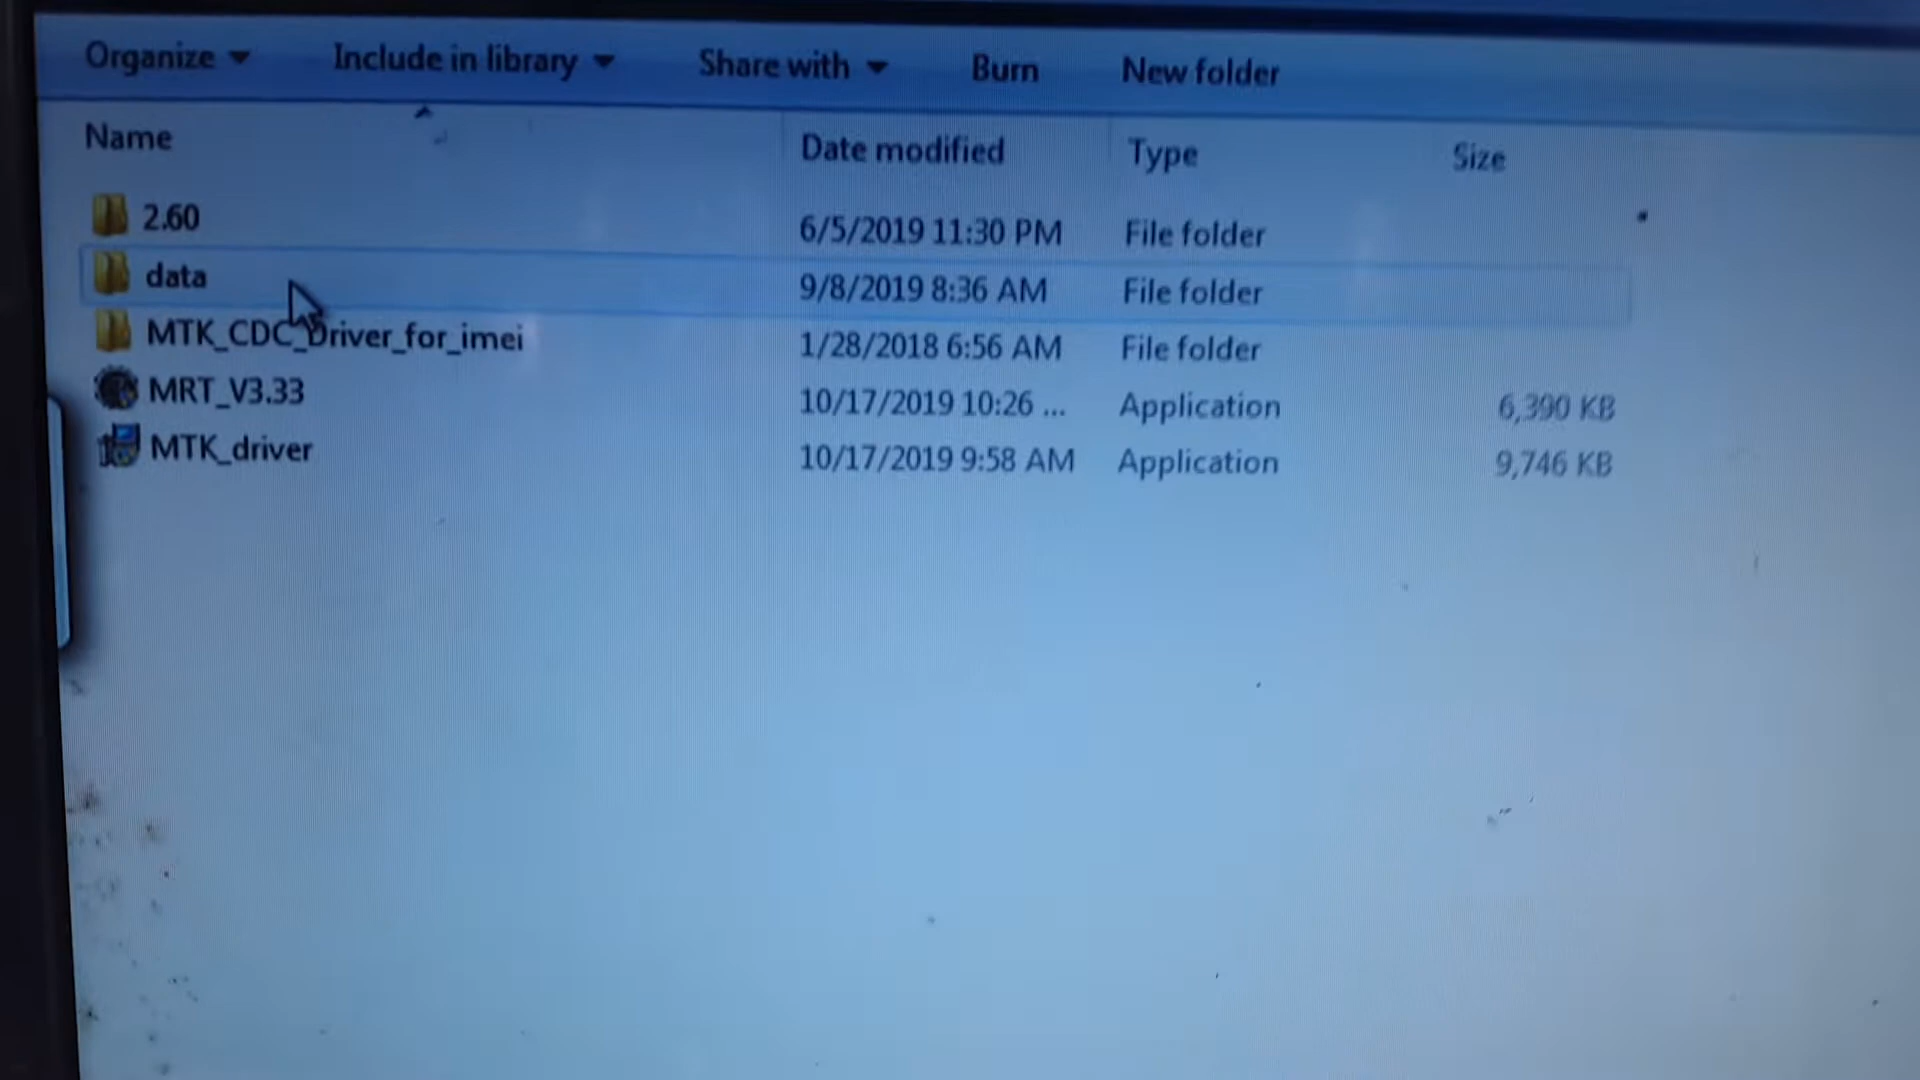 Organize Include in library Share with Burn New folder
Name Date modified Type Size
2.60 6/5/2019 11:30 PM File folder
data 9/8/2019 8:36 AM File folder
MTK_CDC_Driver_for_imei 1/28/2018 6:56 AM File folder
MRT_V3.33 10/17/2019 10:26 ... Application 6,390 KB
MTK_driver 10/17/2019 9:58 AM Application 9,746 KB